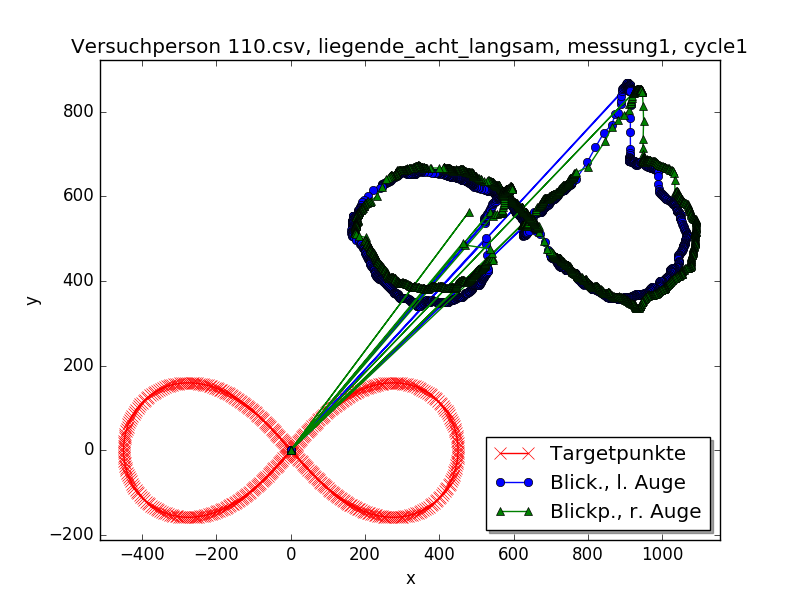 Versuchperson 110.csv, liegende_acht_langsam, messung1, cycle1
800
600
400
200
0
−200
y
−400 −200 0 200 400 600 800 1000
x
Targetpunkte
Blick., l. Auge
Blickp., r. Auge